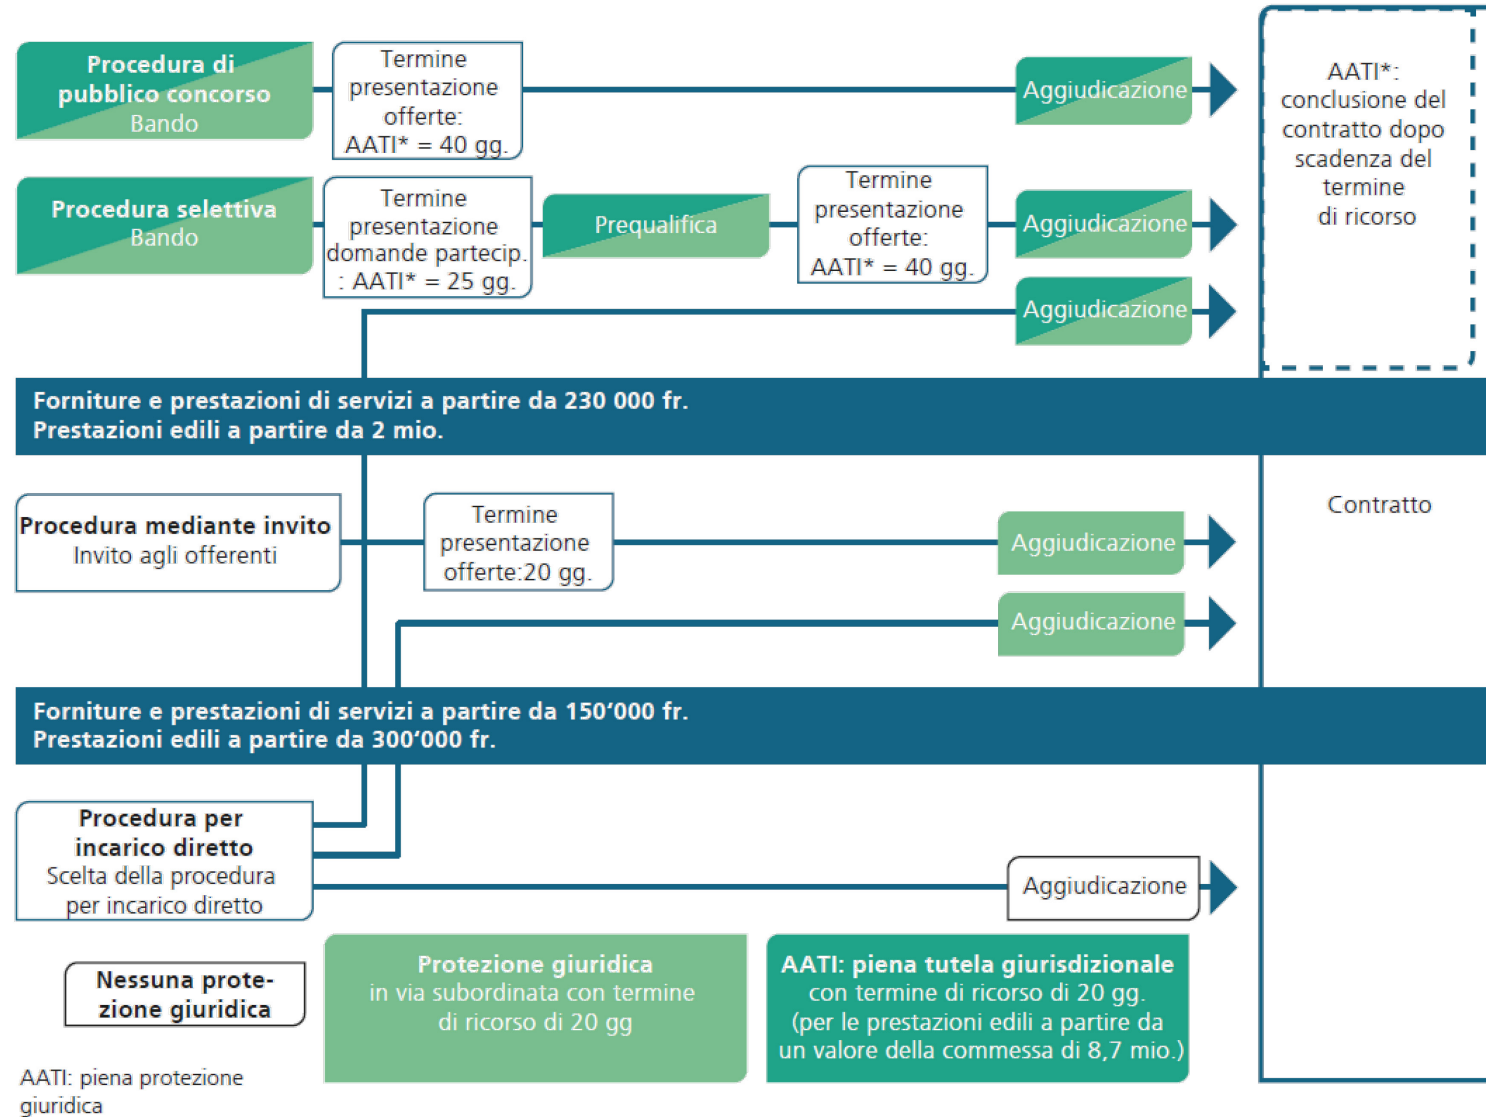 Procedura di
pubblico concorso
Bando
Termine
presentazione
offerte:
AATI* = 40 gg.
Aggiudicazione
AATI*:
conclusione del
contratto dopo
scadenza del
termine
di ricorso
Procedura selettiva
Bando
Termine
presentazione
domande partecip.
: AATI* = 25 gg.
Prequalifica
Termine
presentazione
offerte:
AATI* = 40 gg.
Aggiudicazione
Aggiudicazione
Forniture e prestazioni di servizi a partire da 230 000 fr.
Prestazioni edili a partire da 2 mio.
Procedura mediante invito
Invito agli offerenti
Termine
presentazione
offerte:20 gg.
Aggiudicazione
Contratto
Aggiudicazione
Forniture e prestazioni di servizi a partire da 150‘000 fr.
Prestazioni edili a partire da 300‘000 fr.
Procedura per
incarico diretto
Scelta della procedura
per incarico diretto
Aggiudicazione
Nessuna prote-
zione giuridica
Protezione giuridica
in via subordinata con termine
di ricorso di 20 gg
AATI: piena tutela giurisdizionale
con termine di ricorso di 20 gg.
(per le prestazioni edili a partire da
un valore della commessa di 8,7 mio.)
AATI: piena protezione
giuridica